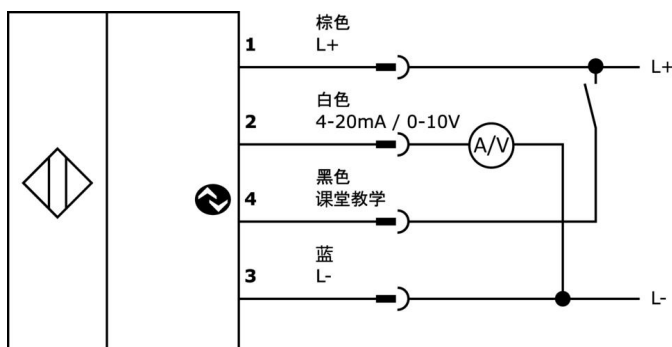 棕色
1 L+
L+
白色
2 4-20mA / 0-10V
A/V
黑色
4 课堂教学
蓝
3 L-
L-